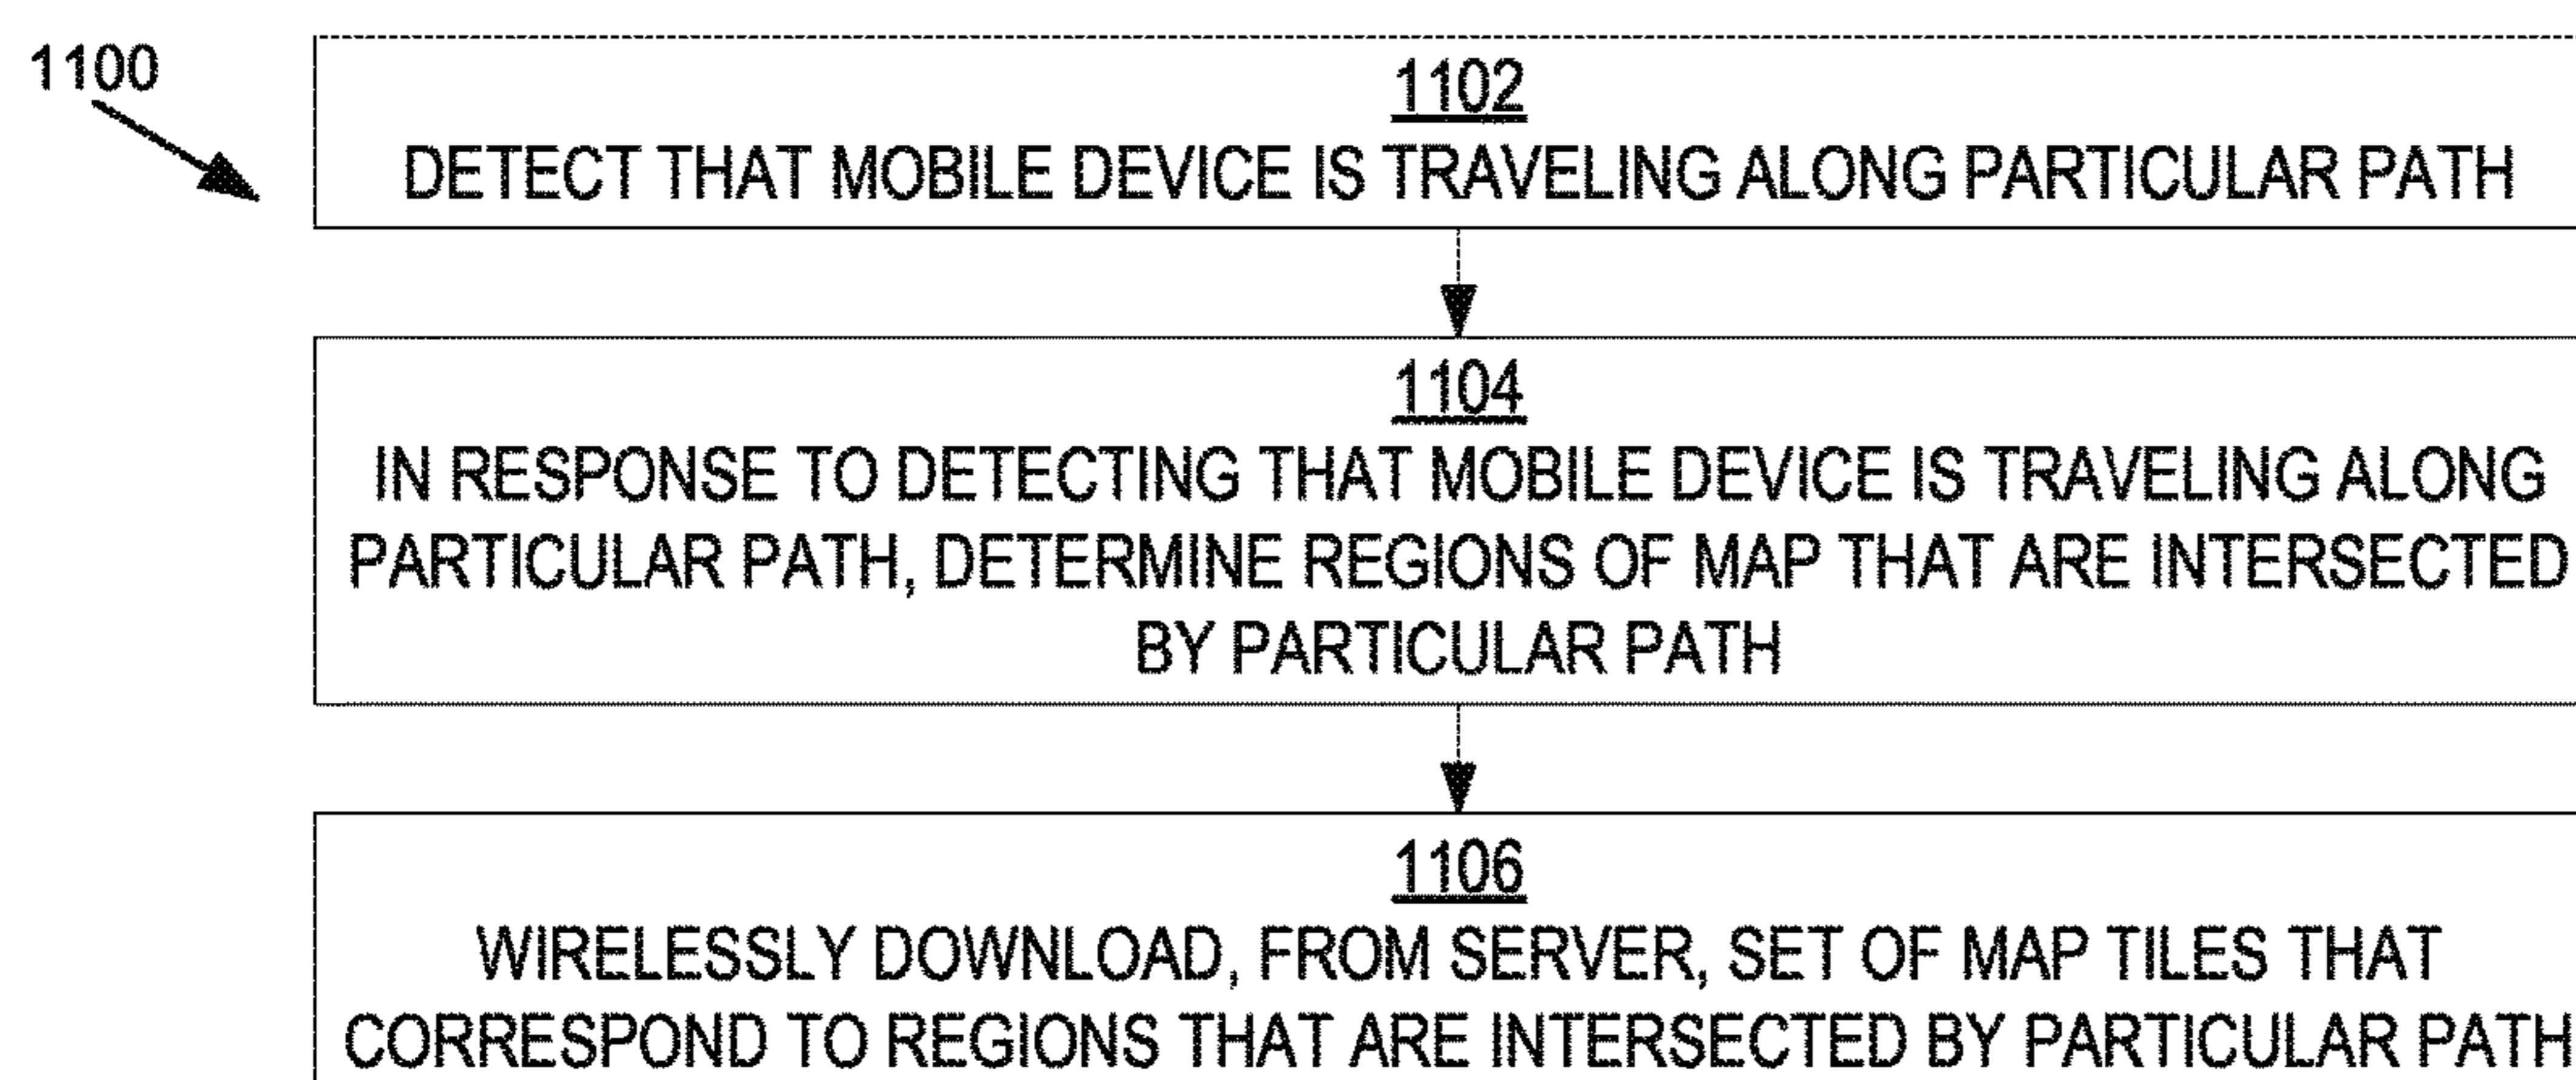 1100
1102
DETECT THAT MOBILE DEVICE IS TRAVELING ALONG PARTICULAR PATH
1104
IN RESPONSE TO DETECTING THAT MOBILE DEVICE IS TRAVELING ALONG
PARTICULAR PATH, DETERMINE REGIONS OF MAP THAT ARE INTERSECTED
BY PARTICULAR PATH
1106
WIRELESSLY DOWNLOAD, FROM SERVER, SET OF MAP TILES THAT
CORRESPOND TO REGIONS THAT ARE INTERSECTED BY PARTICULAR PATH